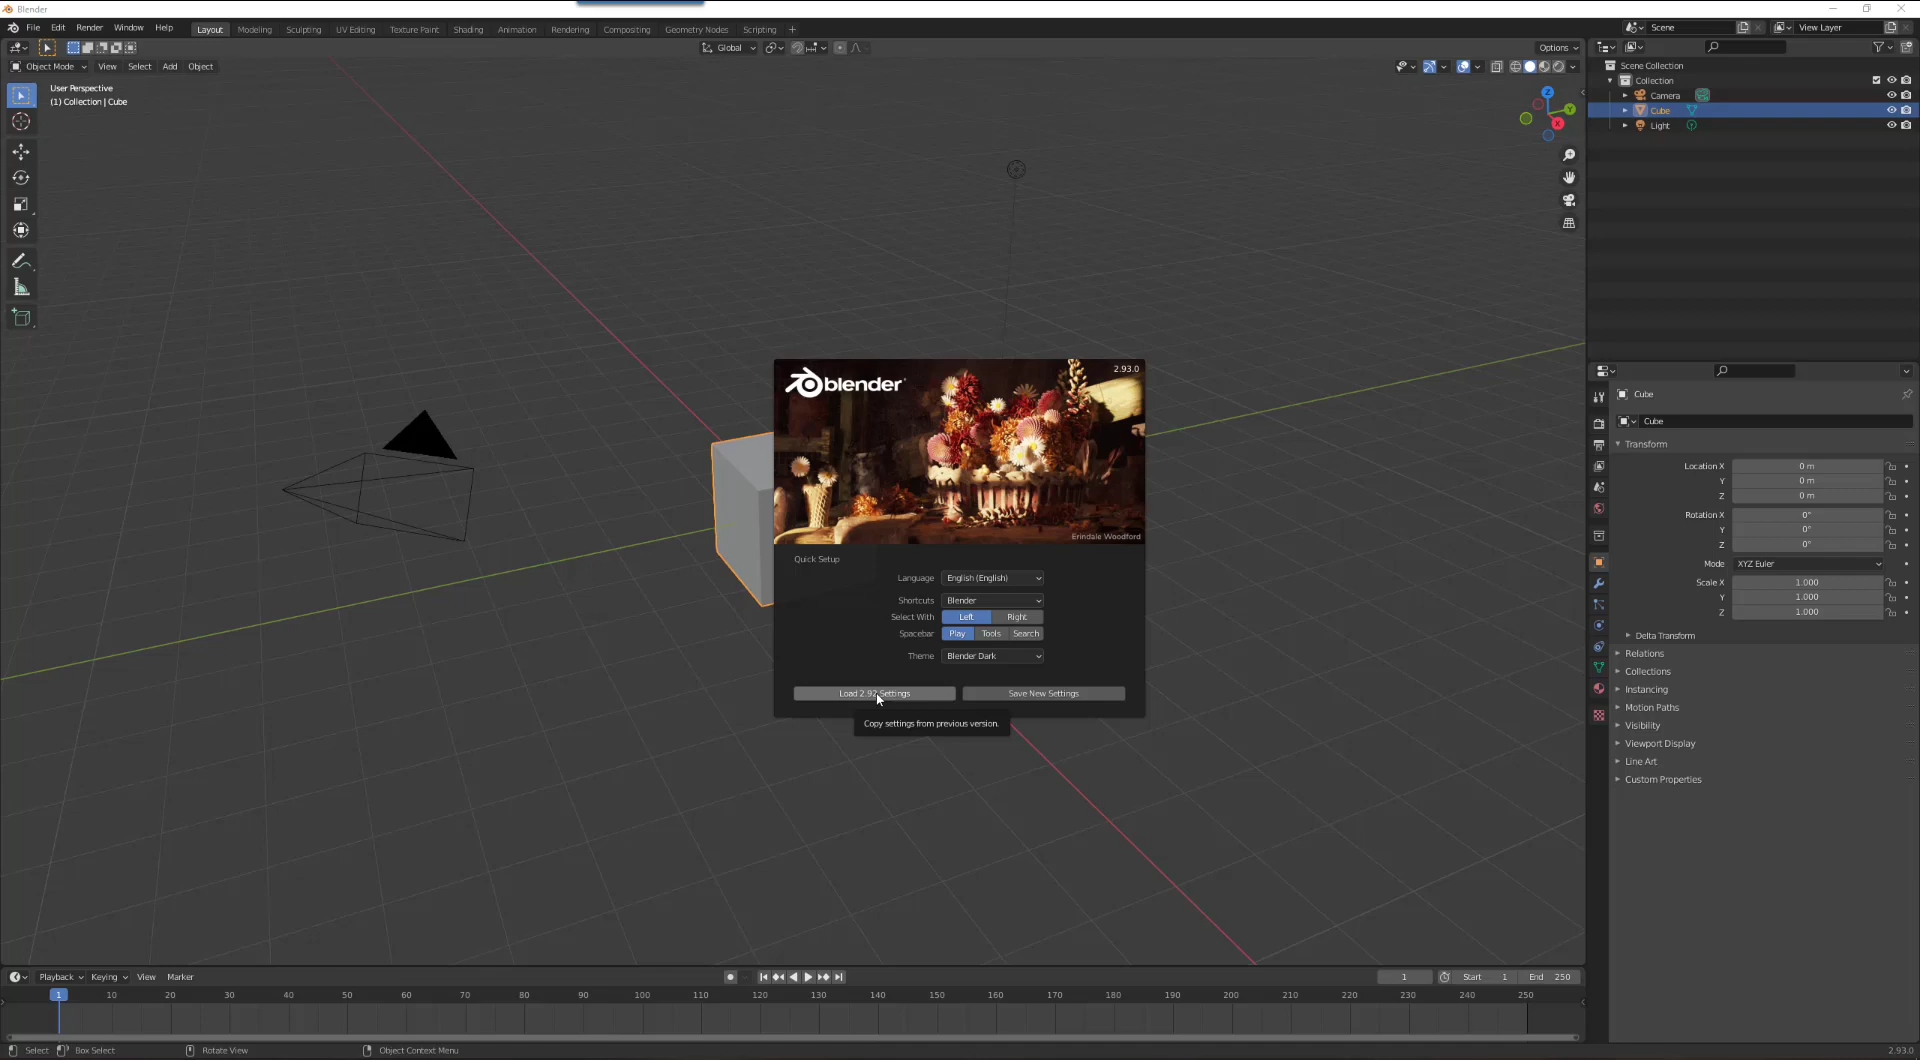 Blender
File Edit Render Window Help
Layout Modeling Sculpting UV Editing Texture Paint Shading Animation Rendering Compositing Geometry Nodes Scripting +
Scene
View Layer
Global
Options
Object Mode View Select Add Object
User Perspective
(1) Collection | Cube
Z
Y
X
Scene Collection
Collection
Camera
Cube
Light
blender
2.93.0
Erindale Woodford
Quick Setup
Language English (English)
Shortcuts Blender
Select With Left Right
Spacebar Play Tools Search
Theme Blender Dark
Load 2.92 Settings Save New Settings
Copy settings from previous version.
Cube
Cube
Transform
Location X 0 m
Y 0 m
Z 0 m
Rotation X 0°
Y 0°
Z 0°
Mode XYZ Euler
Scale X 1.000
Y 1.000
Z 1.000
Delta Transform
Relations
Collections
Instancing
Motion Paths
Visibility
Viewport Display
Line Art
Custom Properties
Playback Keying View Marker
1 Start 1 End 250
1 10 20 30 40 50 60 70 80 90 100 110 120 130 140 150 160 170 180 190 200 210 220 230 240 250
Select Box Select Rotate View Object Context Menu 2.93.0